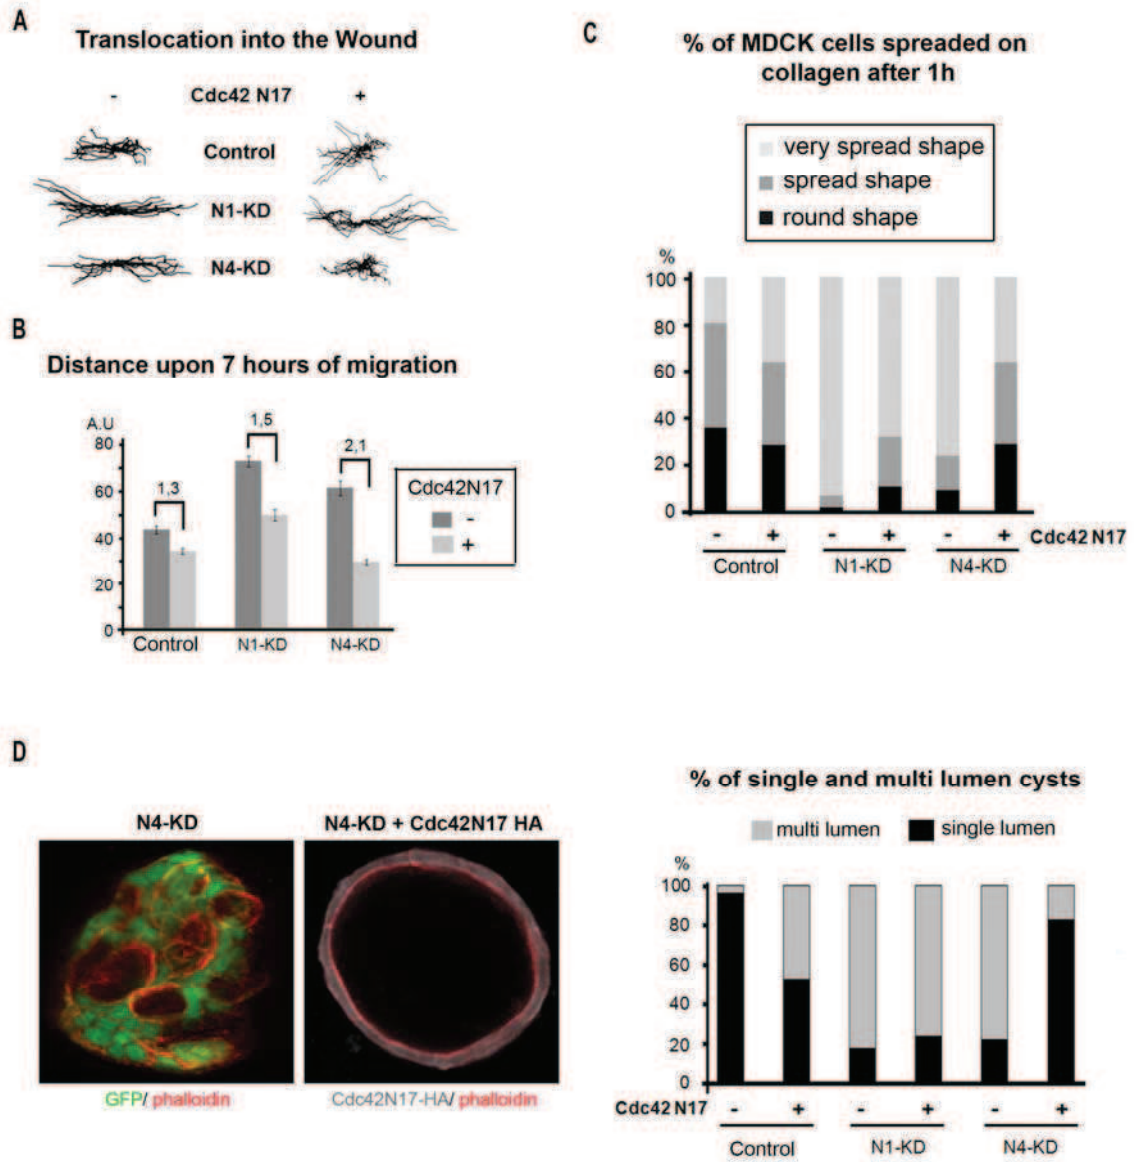 A
Translocation into the Wound
- Cdc42 N17 +
Control
N1-KD
N4-KD
B
Distance upon 7 hours of migration
A.U
80
60
40
20
0
1,3
1,5
2,1
Control N1-KD N4-KD
Cdc42N17
-
+
C
% of MDCK cells spreaded on
collagen after 1h
very spread shape
spread shape
round shape
%
100
80
60
40
20
0
- + - + - + Cdc42 N17
Control N1-KD N4-KD
D
N4-KD N4-KD + Cdc42N17 HA
GFP/ phalloidin Cdc42N17-HA/ phalloidin
% of single and multi lumen cysts
multi lumen single lumen
%
100
80
60
40
20
0
Cdc42 N17 - + - + - +
Control N1-KD N4-KD